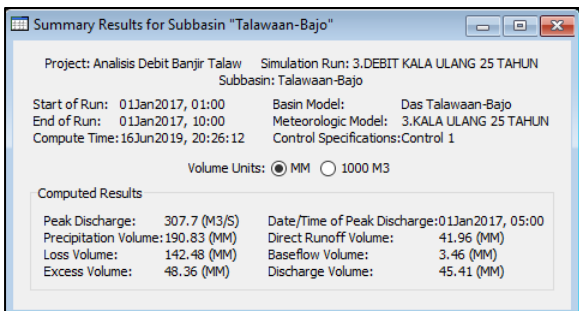 Summary Results for Subbasin "Talawaan-Bajo"
Project: Analisis Debit Banjir Talaw Simulation Run: 3.DEBIT KALA ULANG 25 TAHUN
Subbasin: Talawaan-Bajo
Start of Run: 01Jan2017, 01:00 Basin Model: Das Talawaan-Bajo
End of Run: 01Jan2017, 10:00 Meteorologic Model: 3.KALA ULANG 25 TAHUN
Compute Time:16Jun2019, 20:26:12 Control Specifications:Control 1
Volume Units: MM 1000 M3
Computed Results
Peak Discharge: 307.7 (M3/S) Date/Time of Peak Discharge:01Jan2017, 05:00
Precipitation Volume:190.83 (MM) Direct Runoff Volume: 41.96 (MM)
Loss Volume: 142.48 (MM) Baseflow Volume: 3.46 (MM)
Excess Volume: 48.36 (MM) Discharge Volume: 45.41 (MM)